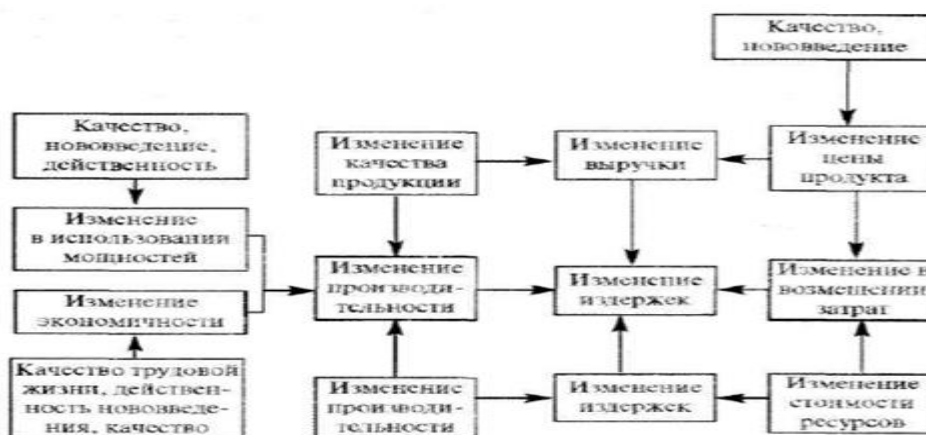 Качество,
нововведение
Качество,
нововведение,
действенность
Изменение
качества
продукции
Изменение
выручки
Изменение
цены
продукта
Изменение
в использовании
мощностей
Изменение
производи-
тельности
Изменение
издержек
Изменение в
возмещении
затрат
Изменение
экономичности
Качество трудовой
жизни, действен-
ность нововведе-
ния, качество
Изменение
производи-
тельности
Изменение
издержек
Изменение
стоимости
ресурсов